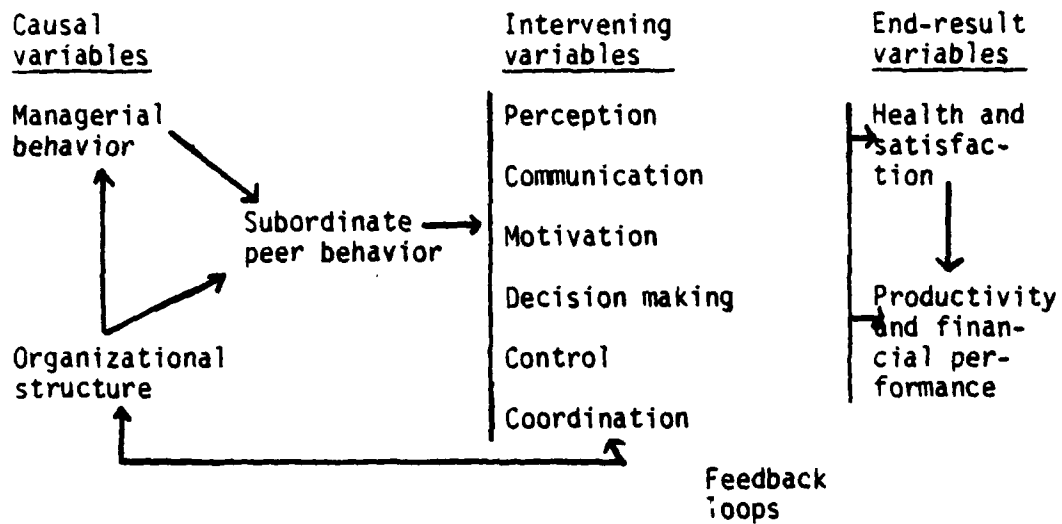 Causal
variables
Managerial
behavior
Organizational
structure
Subordinate
peer behavior
Intervening
variables
Perception
Communication
Motivation
Decision making
Control
Coordination
End-result
variables
Health and
satisfac-
tion
Productivity
and finan-
cial per-
formance
Feedback
loops